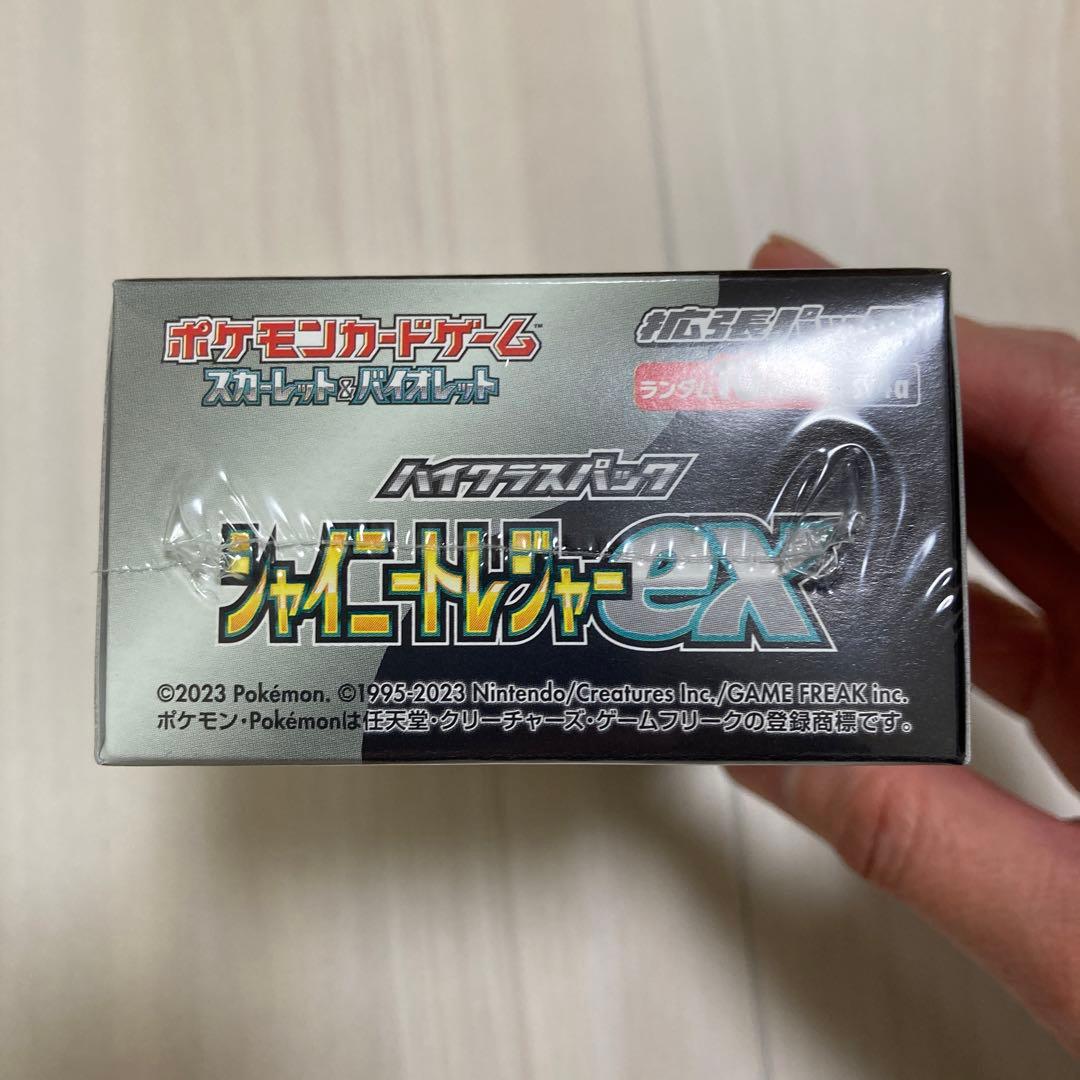 ポケモンカードゲーム™
拡張パック
スカーレット&バイオレット
ランダム
ハイクラスパック
シャイニートレジャーex
©2023 Pokémon. ©1995-2023 Nintendo/Creatures Inc./GAME FREAK inc.
ポケモン・Pokémonは任天堂・クリーチャーズ・ゲームフリークの登録商標です。